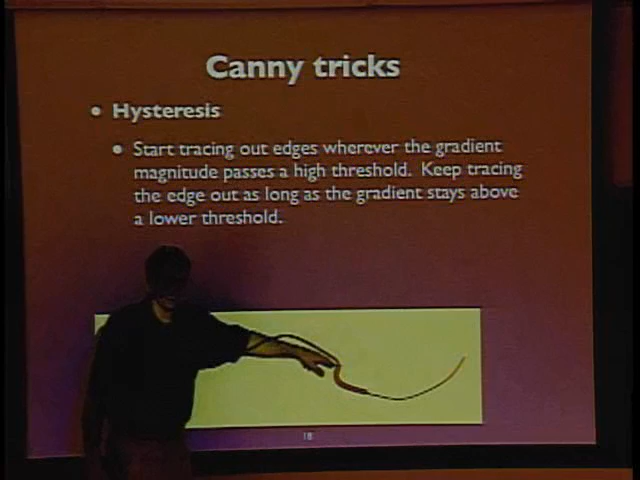 Canny tricks
Hysteresis
Start tracing out edges wherever the gradient
magnitude passes a high threshold. Keep tracing
the edge out as long as the gradient stays above
a lower threshold.
18